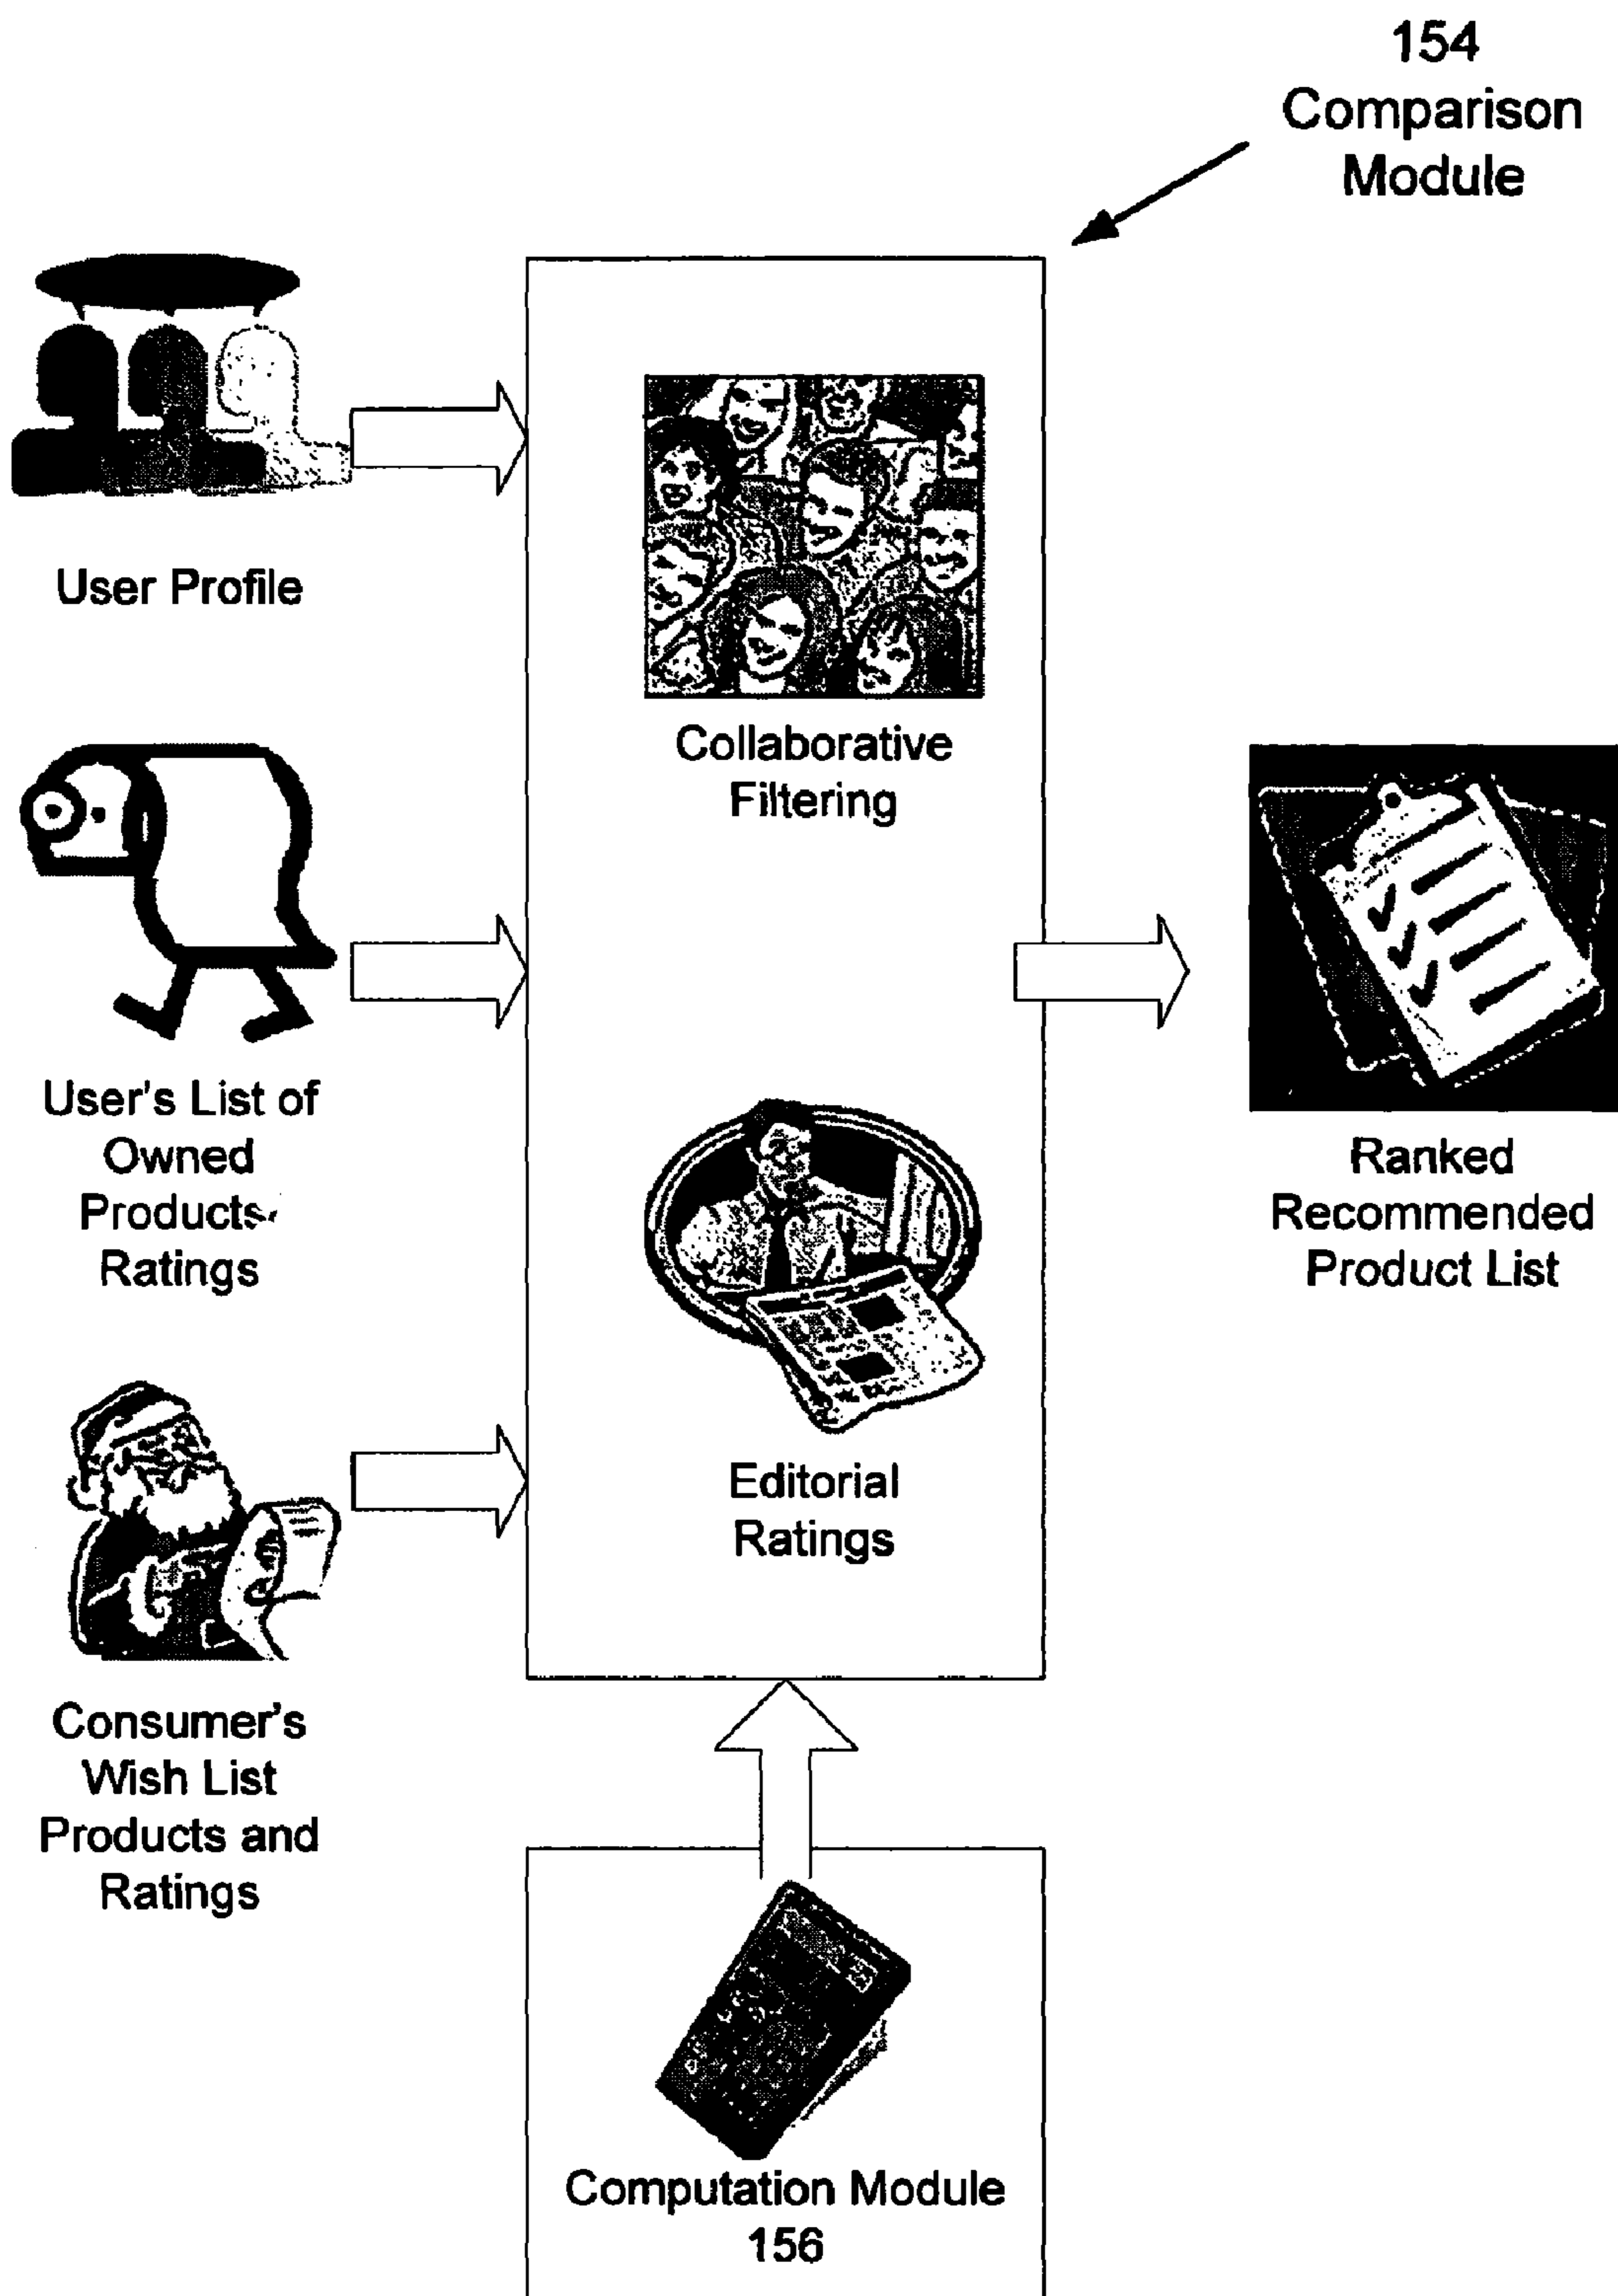 154
Comparison
Module
User Profile
Collaborative
Filtering
User's List of
Owned
Products
Ratings
Ranked
Recommended
Product List
Editorial
Ratings
Consumer's
Wish List
Products and
Ratings
Computation Module
156